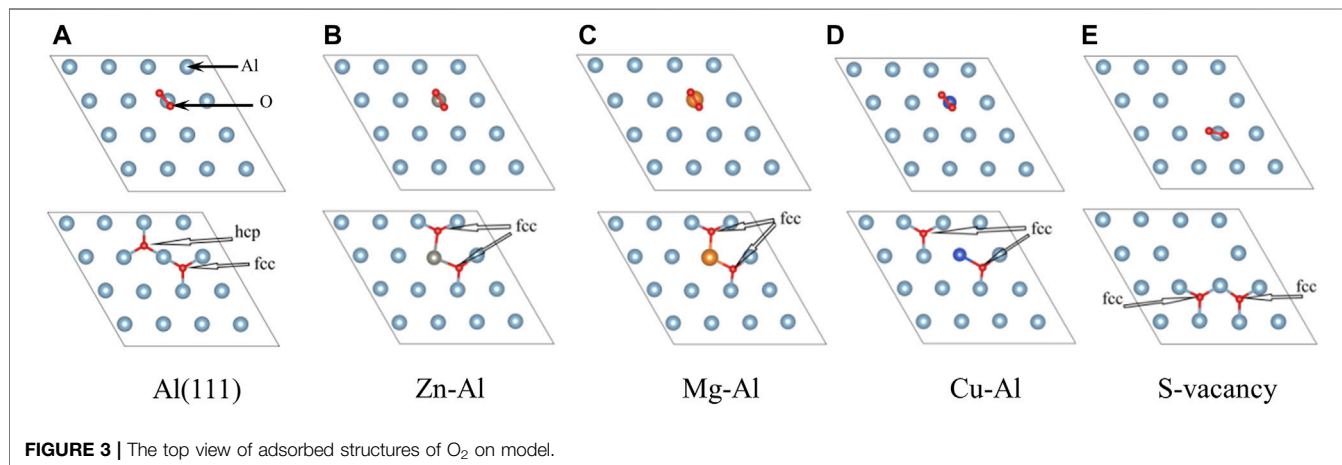 A B C D E
Al
O
hcp
fcc
fcc
fcc
fcc
fcc
fcc
Al(111) Zn-Al Mg-Al Cu-Al S-vacancy
FIGURE 3 | The top view of adsorbed structures of O₂ on model.